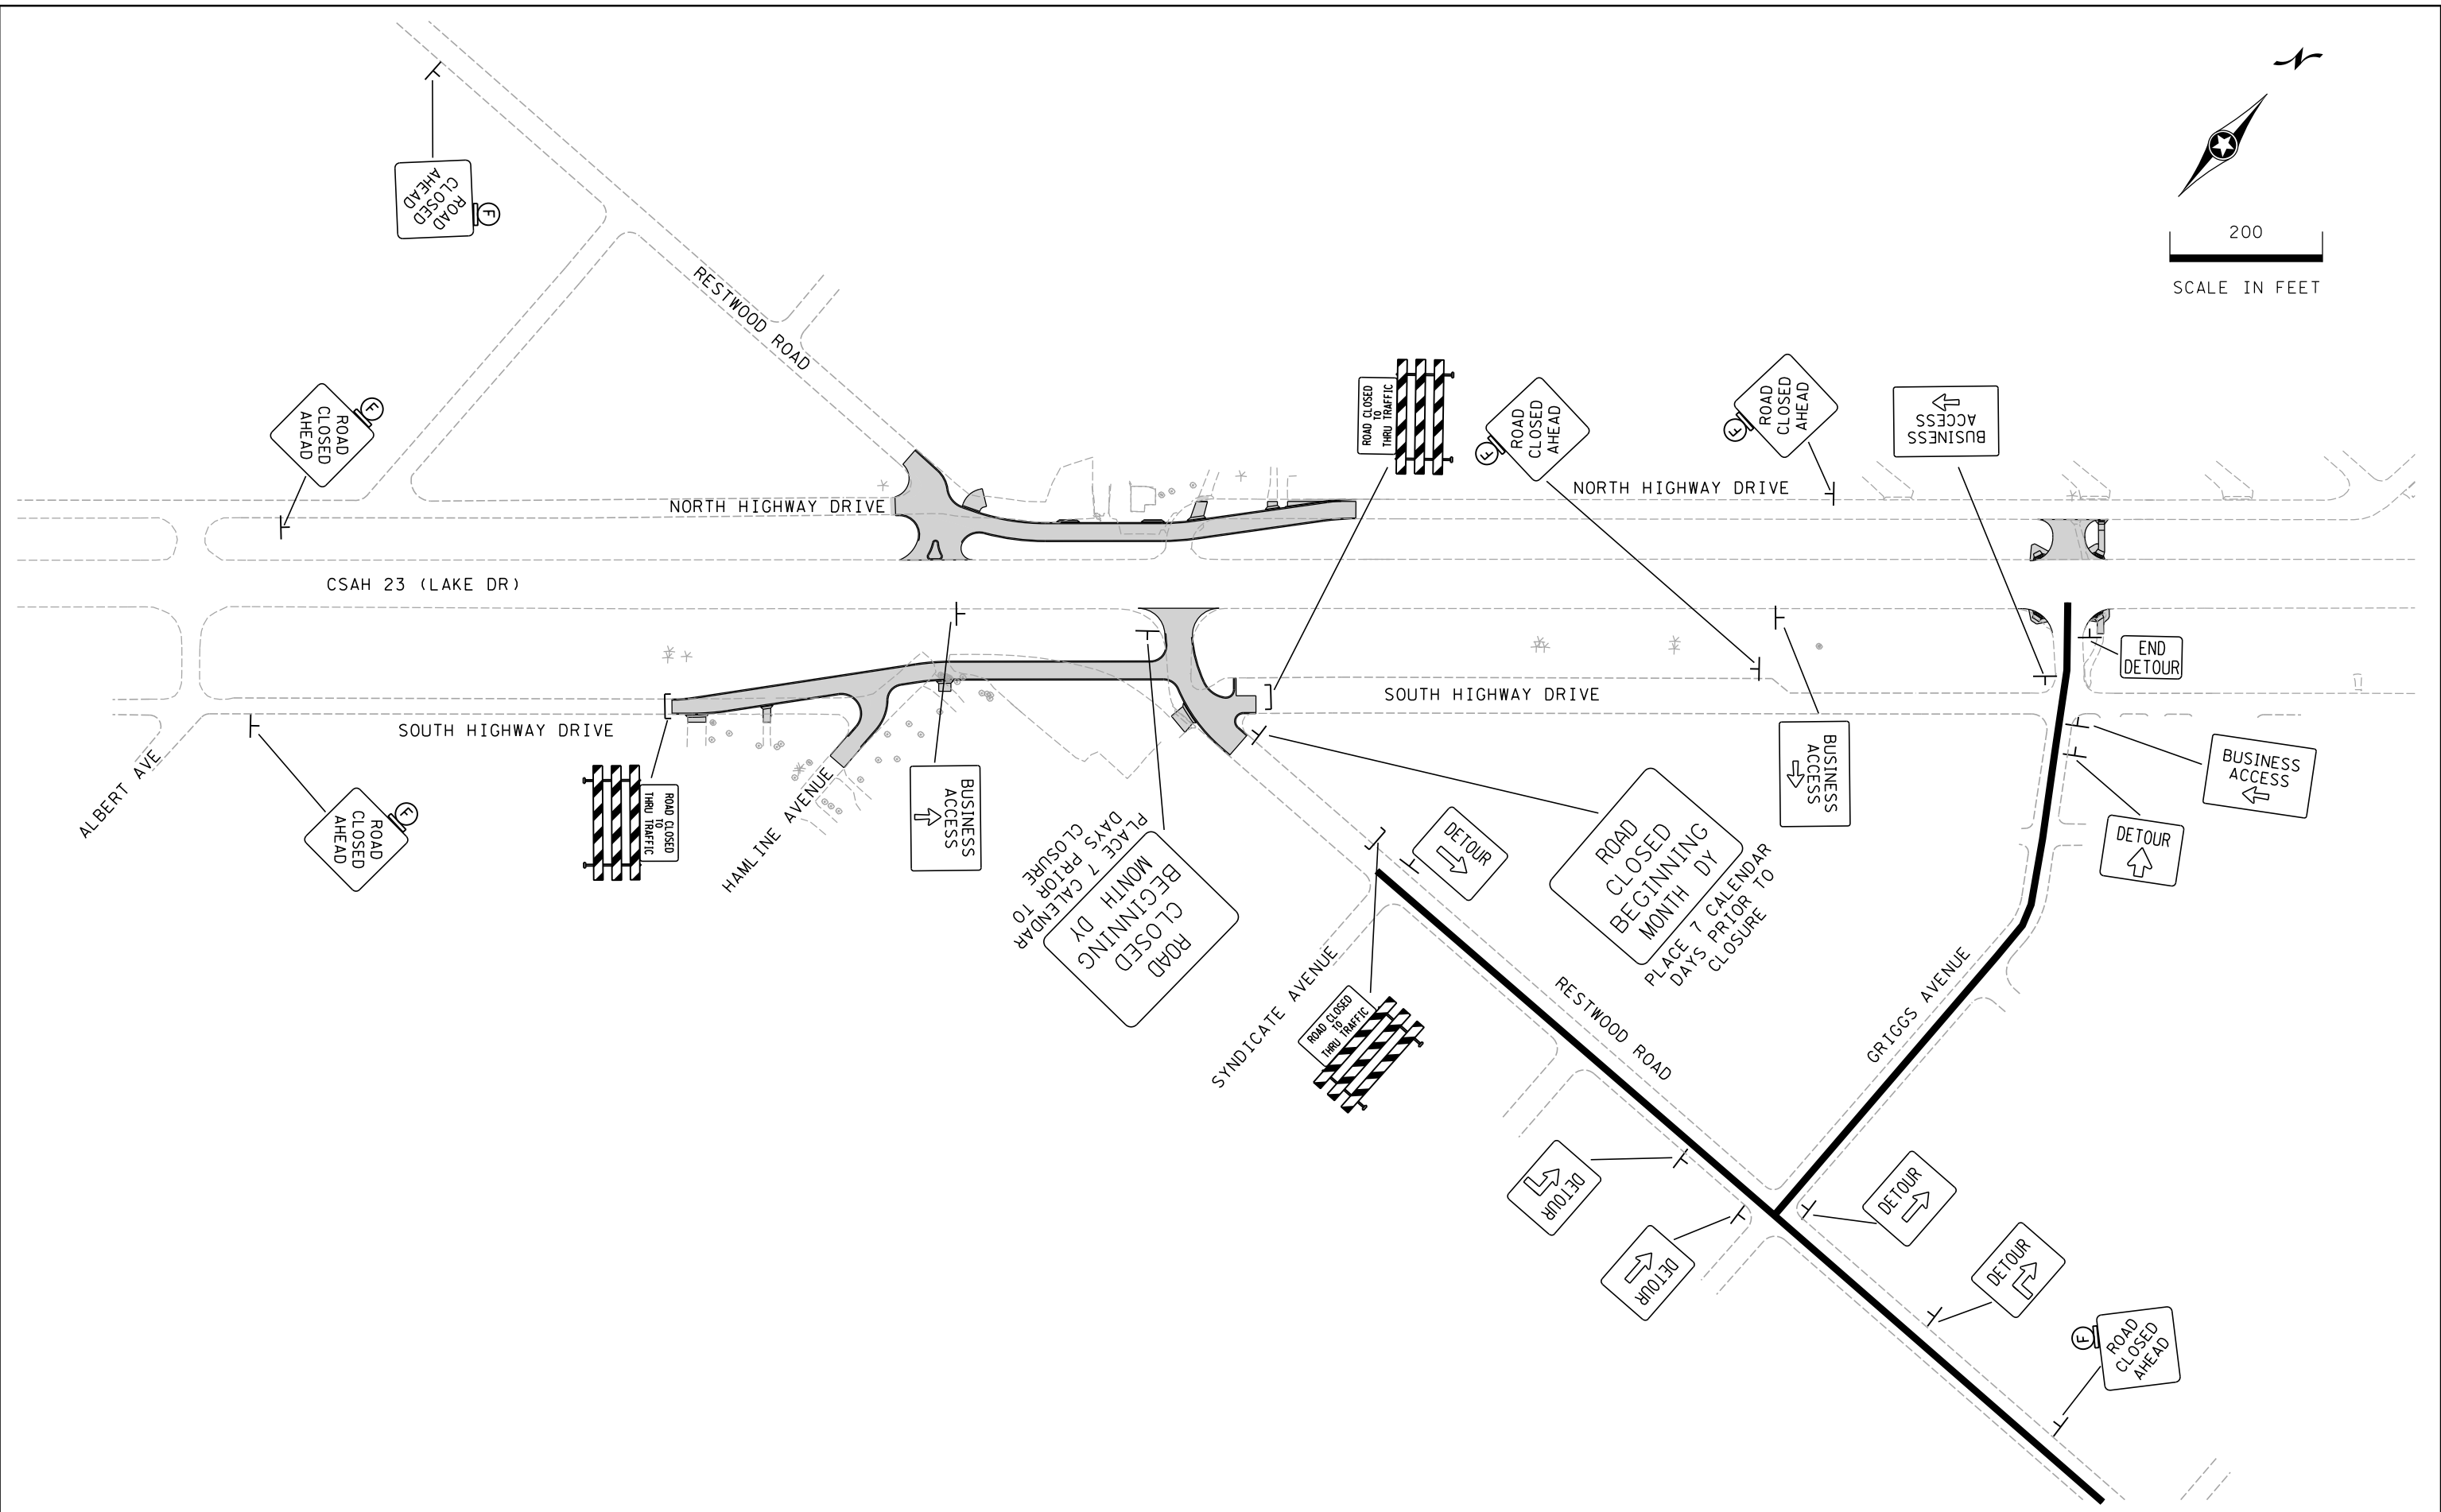 N
200
SCALE IN FEET
ROAD
CLOSED
AHEAD
F
RESTWOOD ROAD
ROAD
CLOSED
AHEAD
F
ROAD CLOSED
TO
THRU TRAFFIC
ROAD
CLOSED
AHEAD
F
ROAD
CLOSED
AHEAD
F
BUSINESS
ACCESS
NORTH HIGHWAY DRIVE
NORTH HIGHWAY DRIVE
CSAH 23 (LAKE DR)
END
DETOUR
SOUTH HIGHWAY DRIVE
SOUTH HIGHWAY DRIVE
ALBERT AVE
ROAD
CLOSED
AHEAD
F
ROAD CLOSED
TO
THRU TRAFFIC
HAMLINE AVENUE
BUSINESS
ACCESS
ROAD
CLOSED
BEGINNING
MONTH DY
PLACE 7 CALENDAR
DAYS PRIOR TO
CLOSURE
DETOUR
ROAD
CLOSED
BEGINNING
MONTH DY
PLACE 7 CALENDAR
DAYS PRIOR TO
CLOSURE
BUSINESS
ACCESS
BUSINESS
ACCESS
DETOUR
SYNDICATE AVENUE
ROAD CLOSED
TO
THRU TRAFFIC
RESTWOOD ROAD
GRIGGS AVENUE
DETOUR
DETOUR
DETOUR
DETOUR
ROAD
CLOSED
AHEAD
F